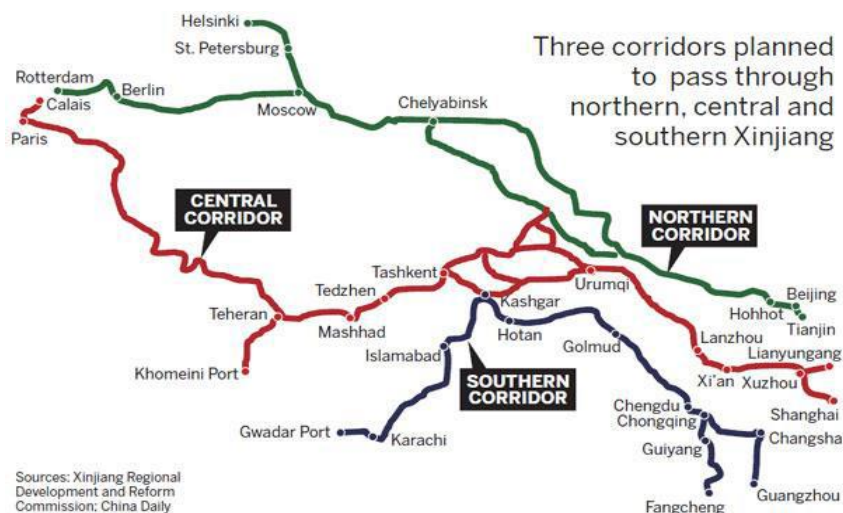 Three corridors planned
to pass through
northern, central and
southern Xinjiang
Helsinki
St. Petersburg
Rotterdam
Calais
Berlin
Moscow
Chelyabinsk
Paris
CENTRAL
CORRIDOR
NORTHERN
CORRIDOR
Tashkent
Urumqi
Tedzhen
Kashgar
Beijing
Hohhot
Tianjin
Teheran
Mashhad
Hotan
Golmud
Lanzhou
Lianyungang
Islamabad
Khomeini Port
Xi'an
Xuzhou
SOUTHERN
CORRIDOR
Shanghai
Chengdu
Chongqing
Changsha
Gwadar Port
Karachi
Guiyang
Guangzhou
Fangcheng
Sources: Xinjiang Regional
Development and Reform
Commission; China Daily